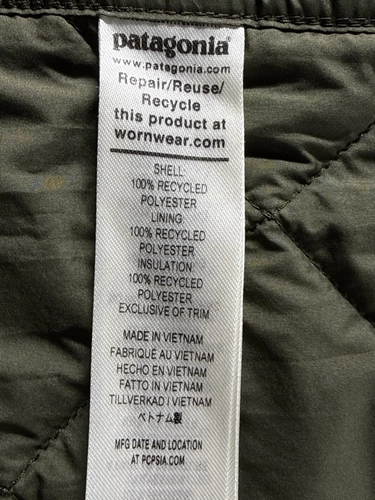 patagonia®
www.patagonia.com
Repair/Reuse/
Recycle
this product at
wornwear.com
SHELL:
100% RECYCLED
POLYESTER
LINING:
100% RECYCLED
POLYESTER
INSULATION:
100% RECYCLED
POLYESTER
EXCLUSIVE OF TRIM
MADE IN VIETNAM
FABRIQUÉ AU VIETNAM
HECHO EN VIETNAM
FATTO IN VIETNAM
TILLVERKAD I VIETNAM
ベトナム製
MFG DATE AND LOCATION
AT PCPSIA.COM